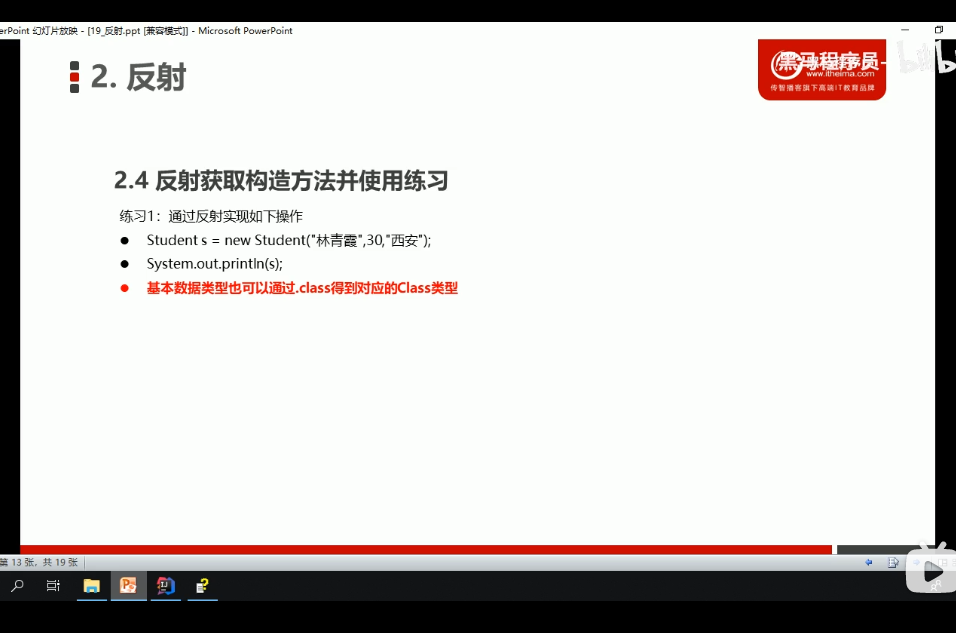 erPoint 幻灯片放映 - [19_反射.ppt [兼容模式]] - Microsoft PowerPoint
2. 反射
黑马程序员
www.itheima.com
传智播客旗下高端IT教育品牌
2.4 反射获取构造方法并使用练习
练习1：通过反射实现如下操作
● Student s = new Student("林青霞",30,"西安");
● System.out.println(s);
● 基本数据类型也可以通过.class得到对应的Class类型
第 13 张，共 19 张